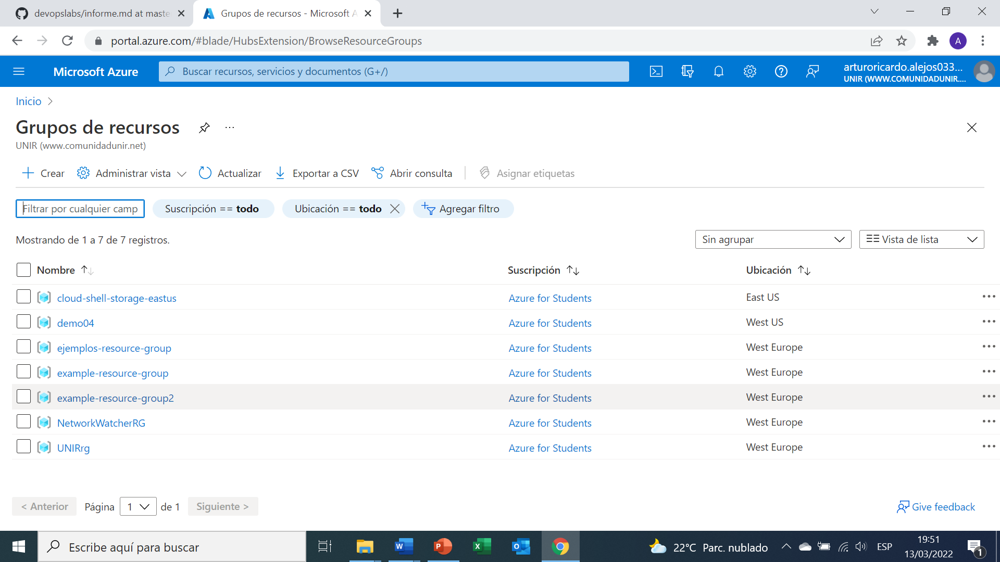 devopslabs/informe.md at maste
Grupos de recursos - Microsoft A
portal.azure.com/#blade/HubsExtension/BrowseResourceGroups
A
Microsoft Azure
Buscar recursos, servicios y documentos (G+/)
arturoricardo.alejos033...
UNIR (WWW.COMUNIDADUNIR....
Inicio >
Grupos de recursos ...
UNIR (www.comunidadunir.net)
Crear Administrar vista Actualizar Exportar a CSV Abrir consulta Asignar etiquetas
Filtrar por cualquier camp
Suscripción == todo
Ubicación == todo
Agregar filtro
Mostrando de 1 a 7 de 7 registros.
Sin agrupar
Vista de lista
Nombre Suscripción Ubicación
cloud-shell-storage-eastus Azure for Students East US
demo04 Azure for Students West US
ejemplos-resource-group Azure for Students West Europe
example-resource-group Azure for Students West Europe
example-resource-group2 Azure for Students West Europe
NetworkWatcherRG Azure for Students West Europe
UNIRrg Azure for Students West Europe
< Anterior Página 1 de 1 Siguiente >
Give feedback
Escribe aquí para buscar
22°C Parc. nublado
ESP
19:51
13/03/2022
1